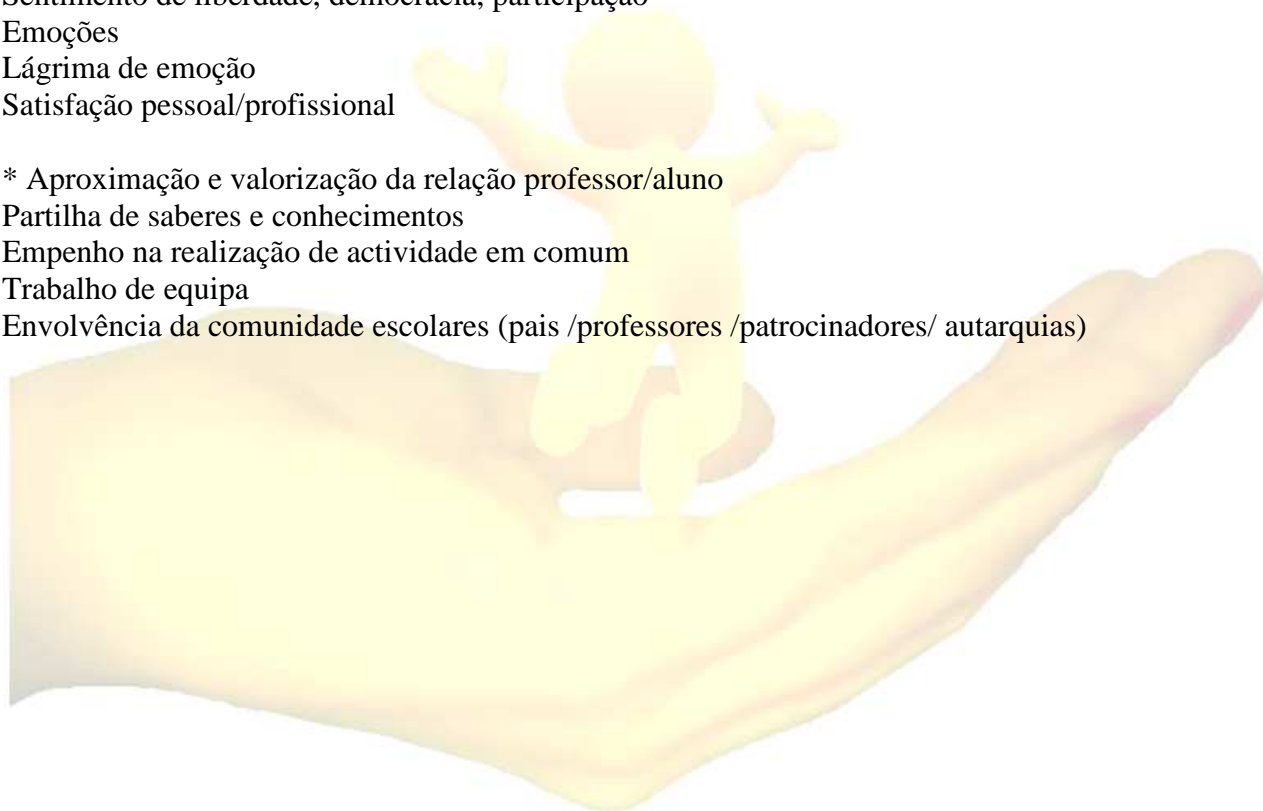 Sentimento de liberdade, democracia, participação
Emoções
Lágrima de emoção
Satisfação pessoal/profissional
* Aproximação e valorização da relação professor/aluno
Partilha de saberes e conhecimentos
Empenho na realização de actividade em comum
Trabalho de equipa
Envolvência da comunidade escolares (pais /professores /patrocinadores/ autarquias)